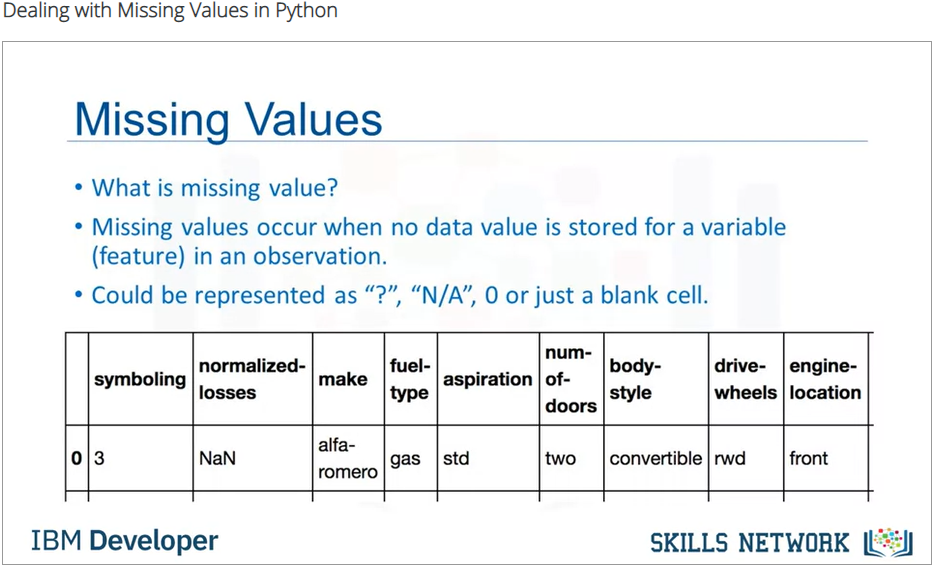 Dealing with Missing Values in Python
Missing Values
• What is missing value?
• Missing values occur when no data value is stored for a variable
(feature) in an observation.
• Could be represented as “?”, “N/A”, 0 or just a blank cell.
symboling normalized-losses make fuel-type aspiration num-of-doors body-style drive-wheels engine-location
0 3 NaN alfa-romero gas std two convertible rwd front
IBM Developer
SKILLS NETWORK